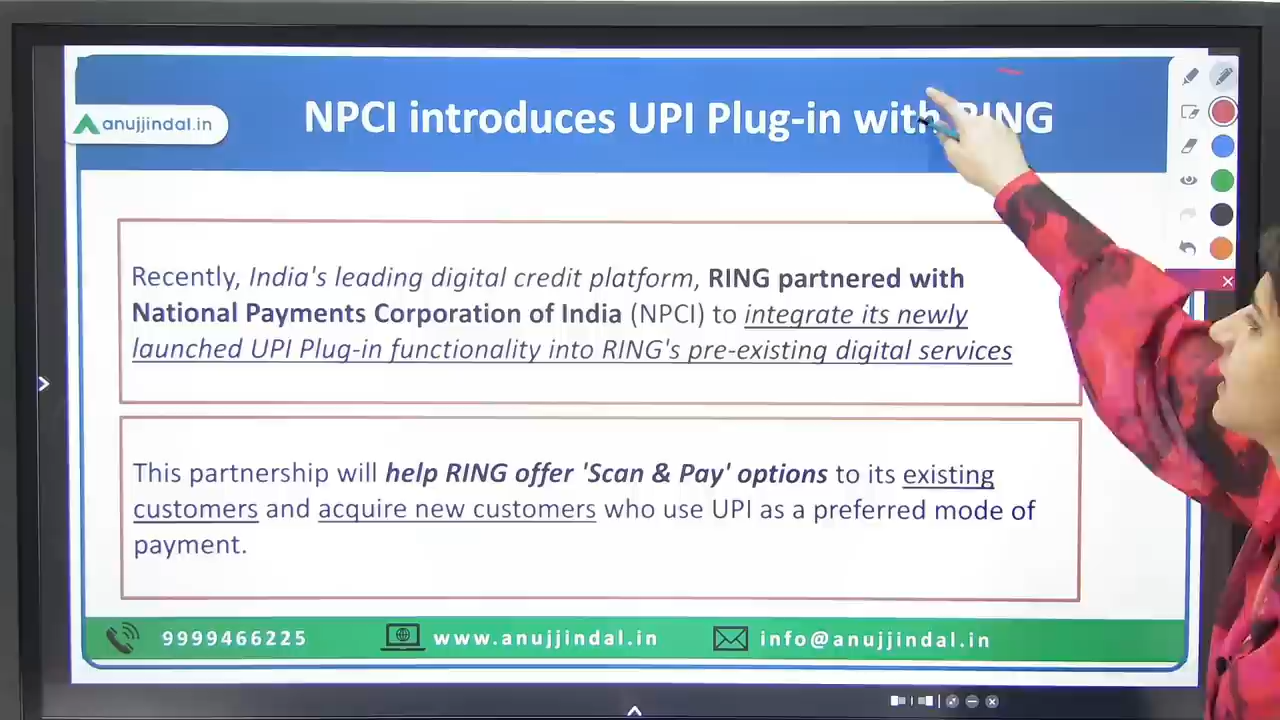 anujjindal.in
NPCI introduces UPI Plug-in with RING
Recently, India's leading digital credit platform, RING partnered with
National Payments Corporation of India (NPCI) to integrate its newly
launched UPI Plug-in functionality into RING's pre-existing digital services
This partnership will help RING offer 'Scan & Pay' options to its existing
customers and acquire new customers who use UPI as a preferred mode of
payment.
9999466225 www.anujjindal.in info@anujjindal.in